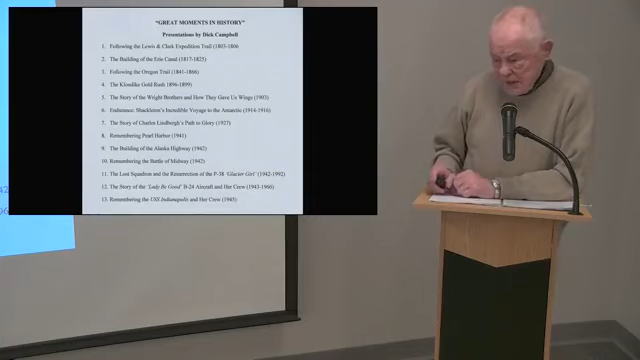 "GREAT MOMENTS IN HISTORY"
Presentations by Dick Campbell
1. Following the Lewis & Clark Expedition Trail (1803-1806
2. The Building of the Erie Canal (1817-1825)
3. Following the Oregon Trail (1841-1866)
4. The Klondike Gold Rush 1896-1899)
5. The Story of the Wright Brothers and How They Gave Us Wings (1903)
6. Endurance: Shackleton's Incredible Voyage to the Antarctic (1914-1916)
7. The Story of Charles Lindbergh's Path to Glory (1927)
8. Remembering Pearl Harbor (1941)
9. The Building of the Alaska Highway (1942)
10. Remembering the Battle of Midway (1942)
11. The Lost Squadron and the Resurrection of the P-38 'Glacier Girl' (1942-1992)
12. The Story of the 'Lady Be Good' B-24 Aircraft and Her Crew (1943-1966)
13. Remembering the USS Indianapolis and Her Crew (1945)